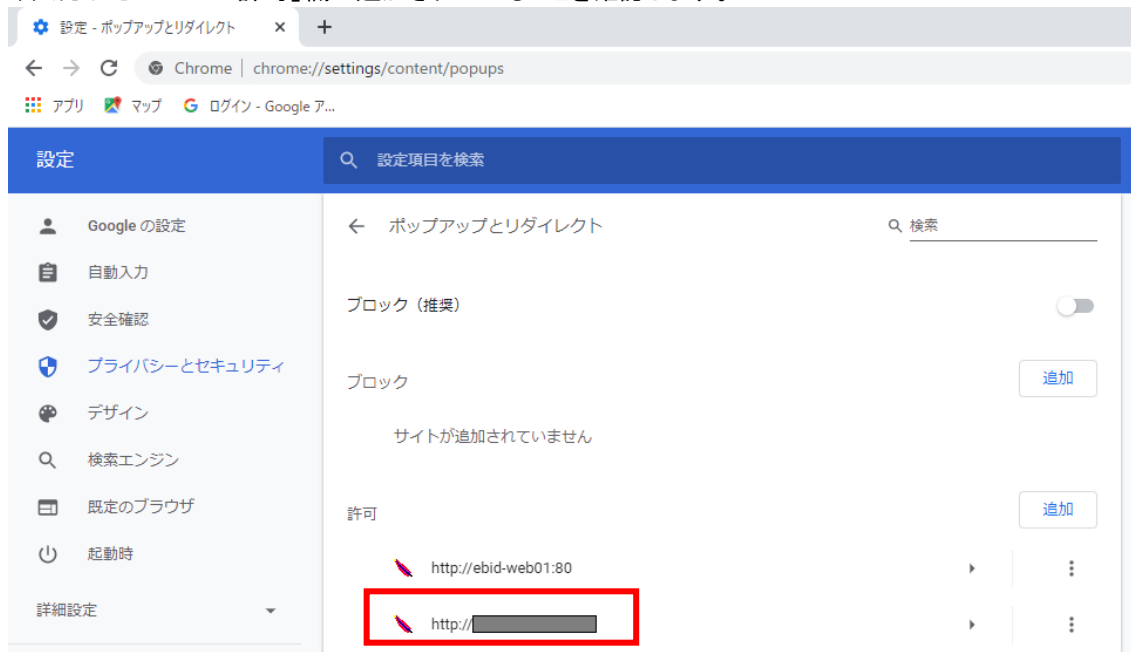 設定 - ポップアップとリダイレクト
Chrome | chrome://settings/content/popups
アプリ マップ ログイン - Google ア...
設定
設定項目を検索
Google の設定
自動入力
安全確認
プライバシーとセキュリティ
デザイン
検索エンジン
既定のブラウザ
起動時
詳細設定
ポップアップとリダイレクト
検索
ブロック（推奨）
ブロック
追加
サイトが追加されていません
許可
追加
http://ebid-web01:80
http://